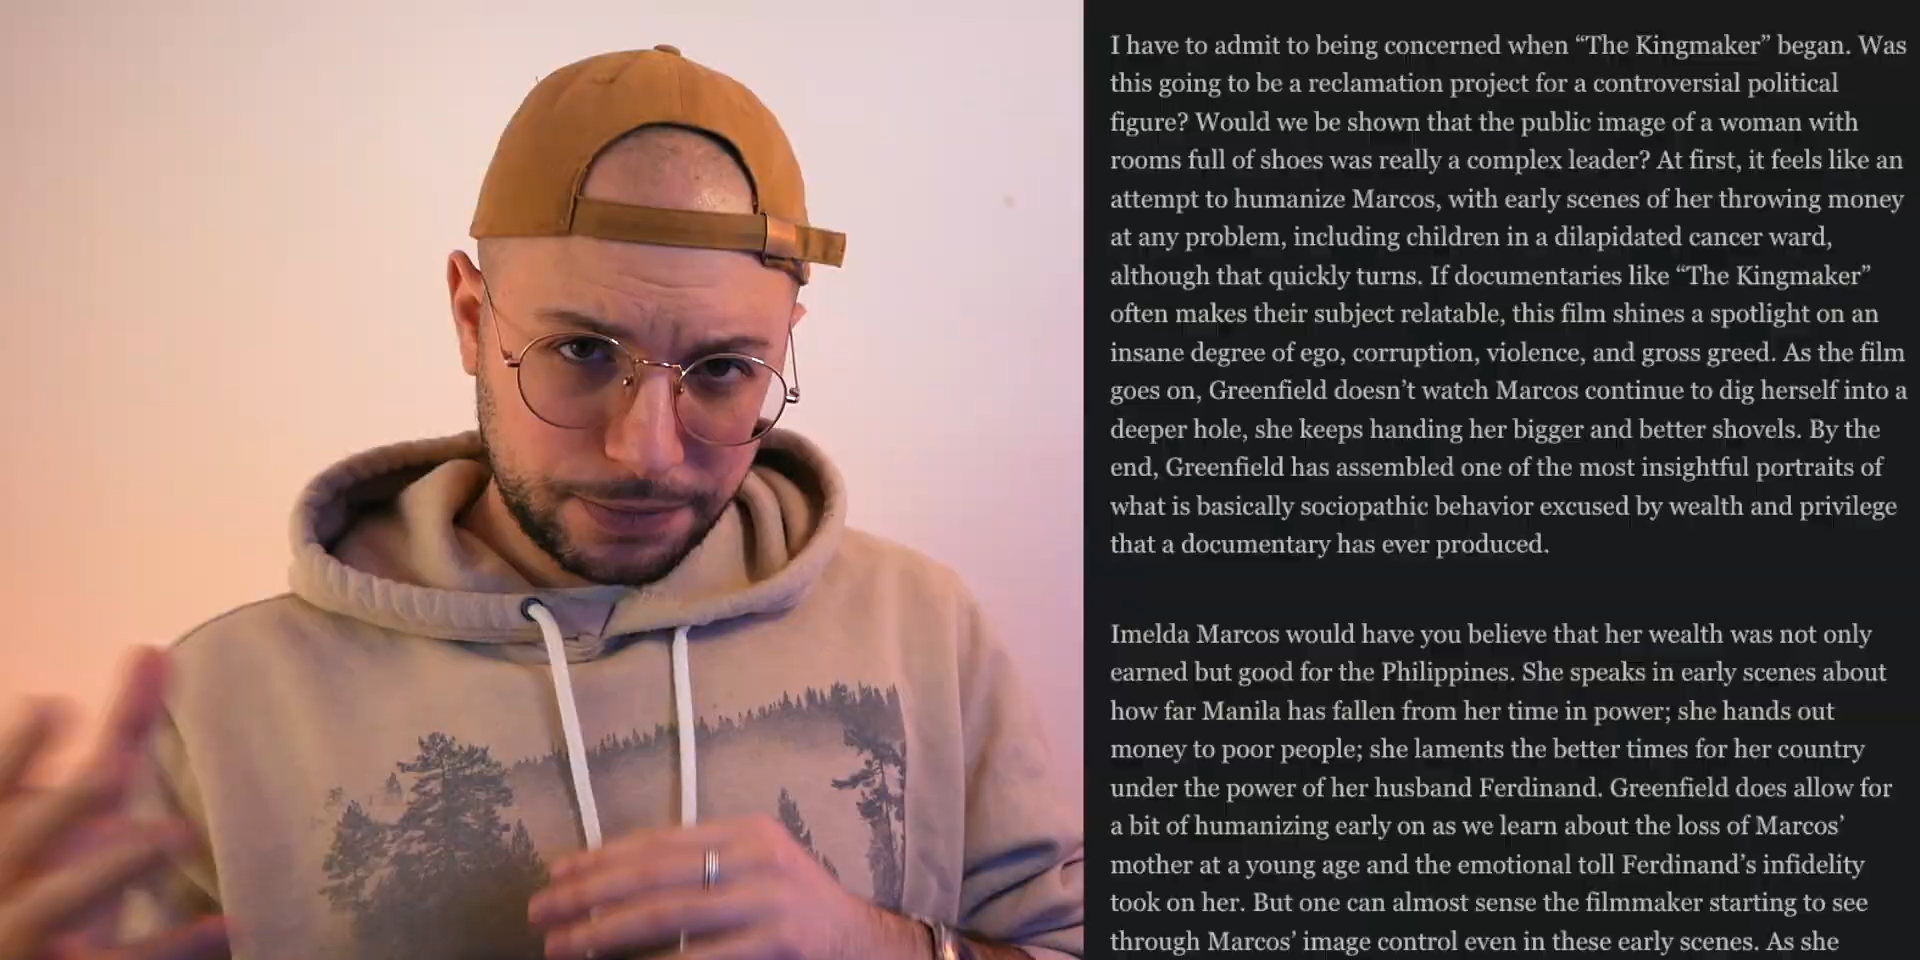 I have to admit to being concerned when “The Kingmaker” began. Was
this going to be a reclamation project for a controversial political
figure? Would we be shown that the public image of a woman with
rooms full of shoes was really a complex leader? At first, it feels like an
attempt to humanize Marcos, with early scenes of her throwing money
at any problem, including children in a dilapidated cancer ward,
although that quickly turns. If documentaries like “The Kingmaker”
often makes their subject relatable, this film shines a spotlight on an
insane degree of ego, corruption, violence, and gross greed. As the film
goes on, Greenfield doesn’t watch Marcos continue to dig herself into a
deeper hole, she keeps handing her bigger and better shovels. By the
end, Greenfield has assembled one of the most insightful portraits of
what is basically sociopathic behavior excused by wealth and privilege
that a documentary has ever produced.
Imelda Marcos would have you believe that her wealth was not only
earned but good for the Philippines. She speaks in early scenes about
how far Manila has fallen from her time in power; she hands out
money to poor people; she laments the better times for her country
under the power of her husband Ferdinand. Greenfield does allow for
a bit of humanizing early on as we learn about the loss of Marcos’
mother at a young age and the emotional toll Ferdinand’s infidelity
took on her. But one can almost sense the filmmaker starting to see
through Marcos’ image control even in these early scenes. As she